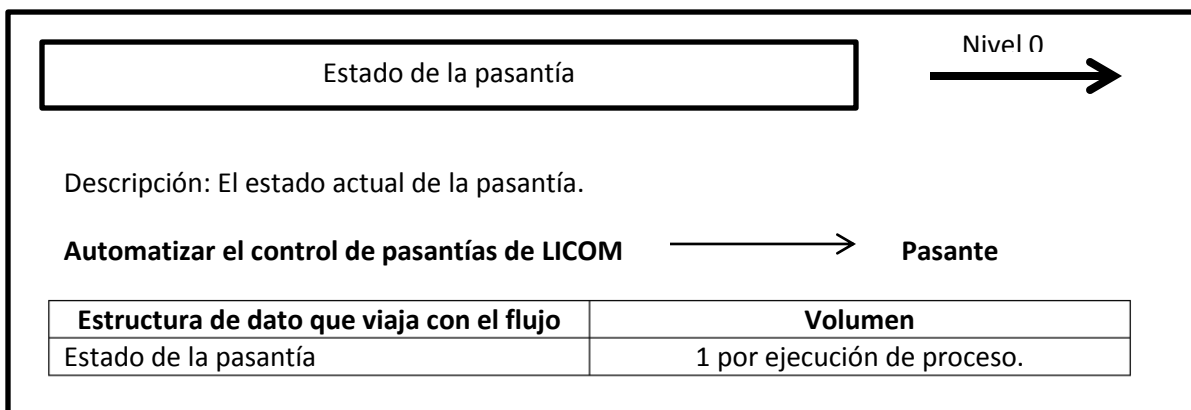 Nivel 0
Estado de la pasantía
Descripción: El estado actual de la pasantía.
Automatizar el control de pasantías de LICOM Pasante
Estructura de dato que viaja con el flujo Volumen
Estado de la pasantía 1 por ejecución de proceso.